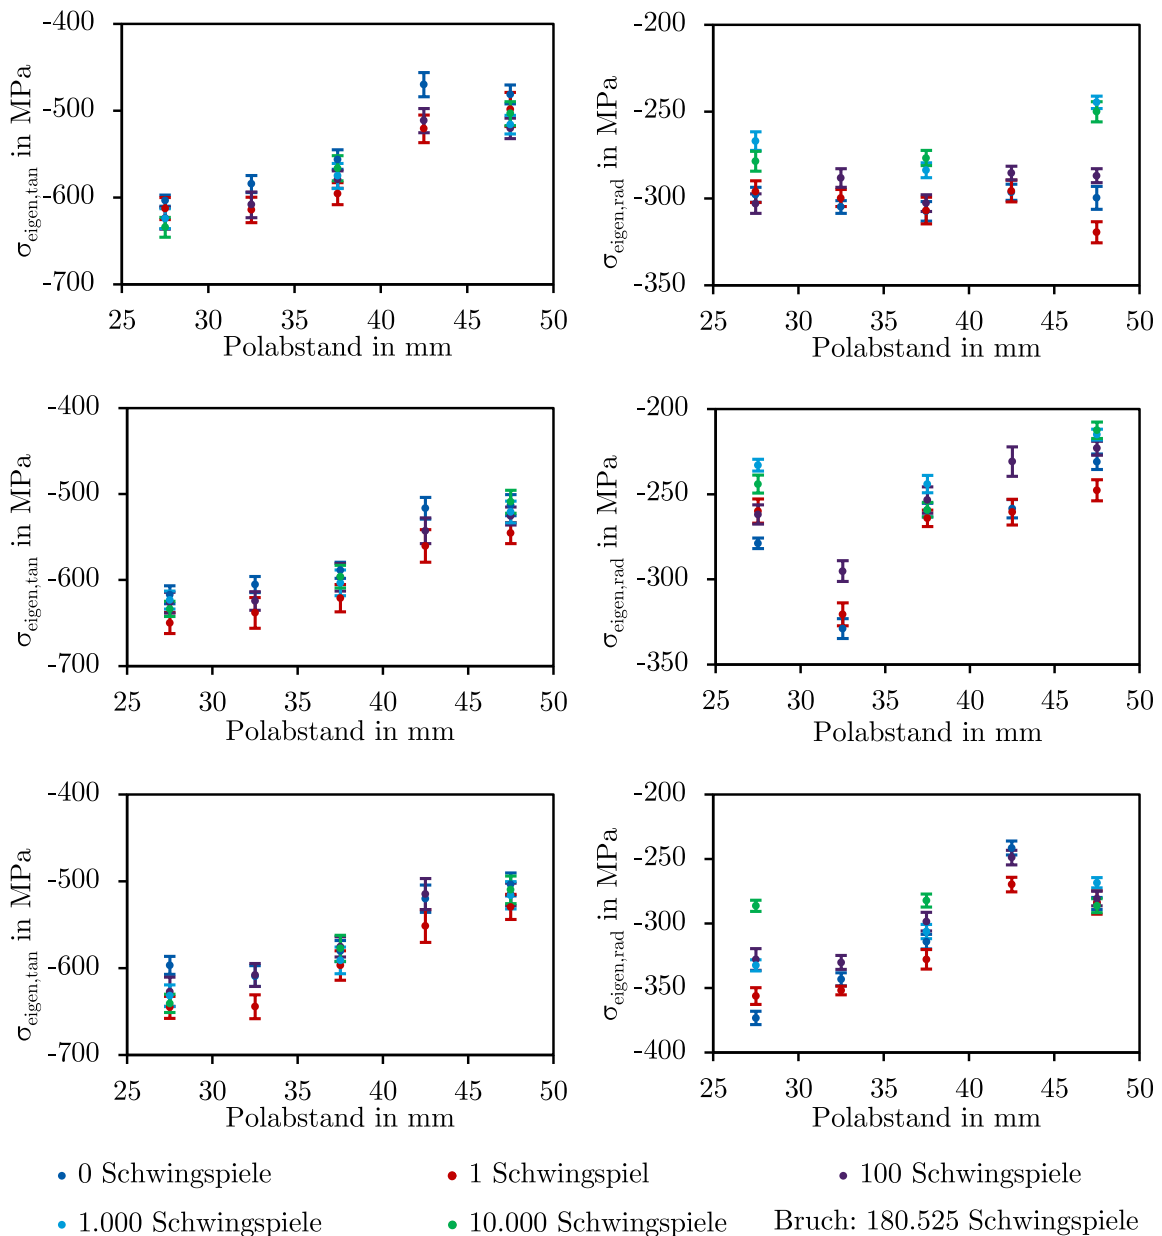 -400
-500
-600
-700
σeigen,tan in MPa
25 30 35 40 45 50
Polabstand in mm
-200
-250
-300
-350
σeigen,rad in MPa
25 30 35 40 45 50
Polabstand in mm
-400
-500
-600
-700
σeigen,tan in MPa
25 30 35 40 45 50
Polabstand in mm
-200
-250
-300
-350
σeigen,rad in MPa
25 30 35 40 45 50
Polabstand in mm
-400
-500
-600
-700
σeigen,tan in MPa
25 30 35 40 45 50
Polabstand in mm
-200
-250
-300
-350
-400
σeigen,rad in MPa
25 30 35 40 45 50
Polabstand in mm
0 Schwingspiele 1 Schwingspiel 100 Schwingspiele
1.000 Schwingspiele 10.000 Schwingspiele Bruch: 180.525 Schwingspiele